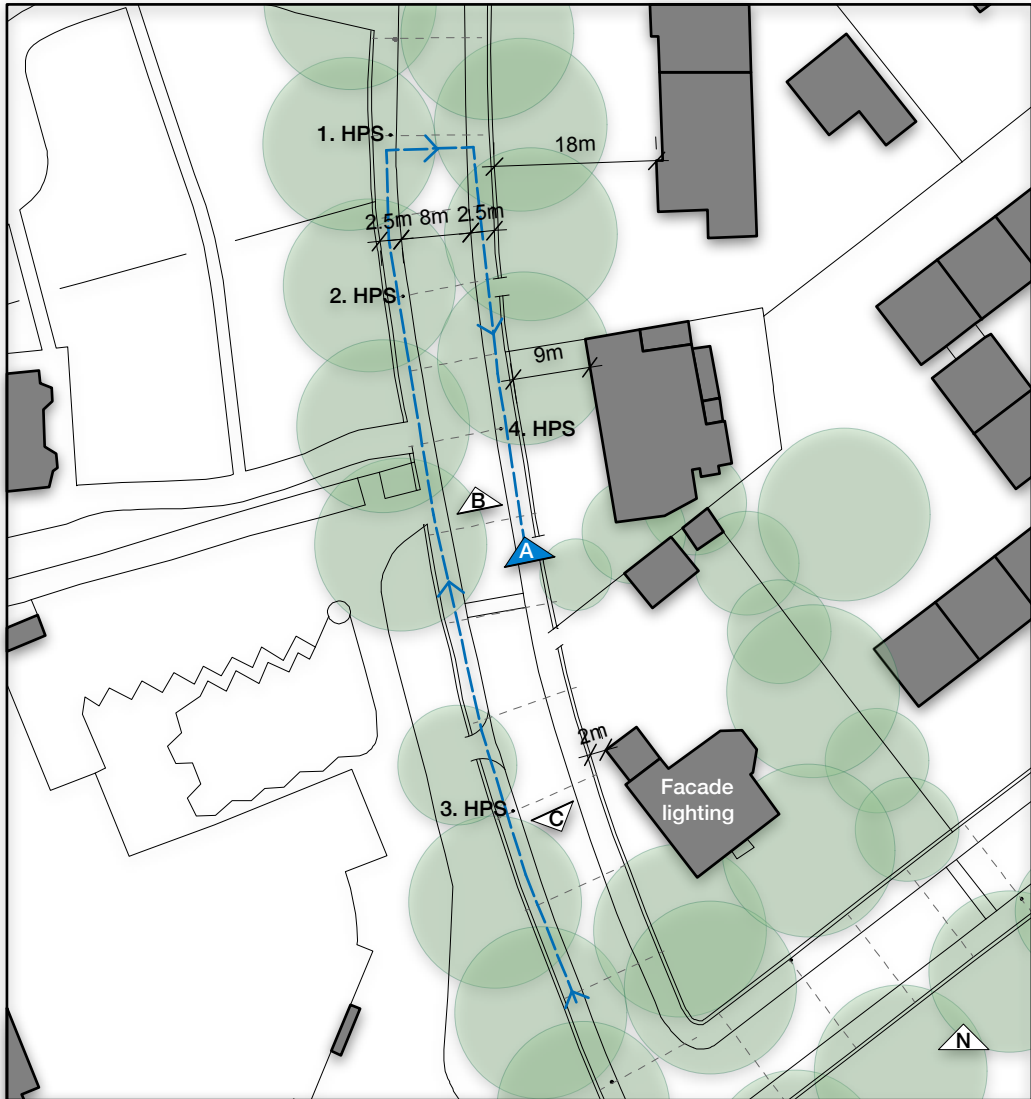 1. HPS
18m
2.5m
8m
2.5m
2. HPS
9m
4. HPS
B
A
2m
Facade
lighting
3. HPS
C
N